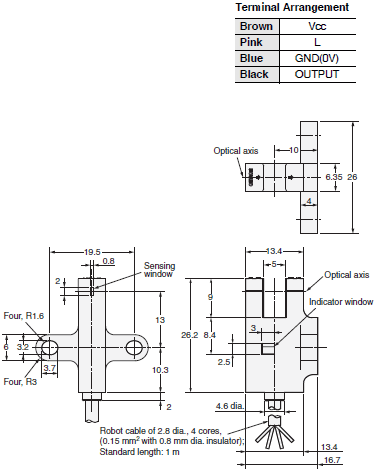 Terminal Arrangement
Brown Vcc
Pink L
Blue GND(0V)
Black OUTPUT
Optical axis
10
6.35 26
4
19.5
0.8
Sensing
window
2
13
Four, R1.6
6 3.2
3.7
10.3
Four, R3
2
13.4
5
Optical axis
9
Indicator window
26.2 8.4
3
2.5
4.6 dia.
Robot cable of 2.8 dia., 4 cores,
(0.15 mm² with 0.8 mm dia. insulator);
Standard length: 1 m
13.4
16.7